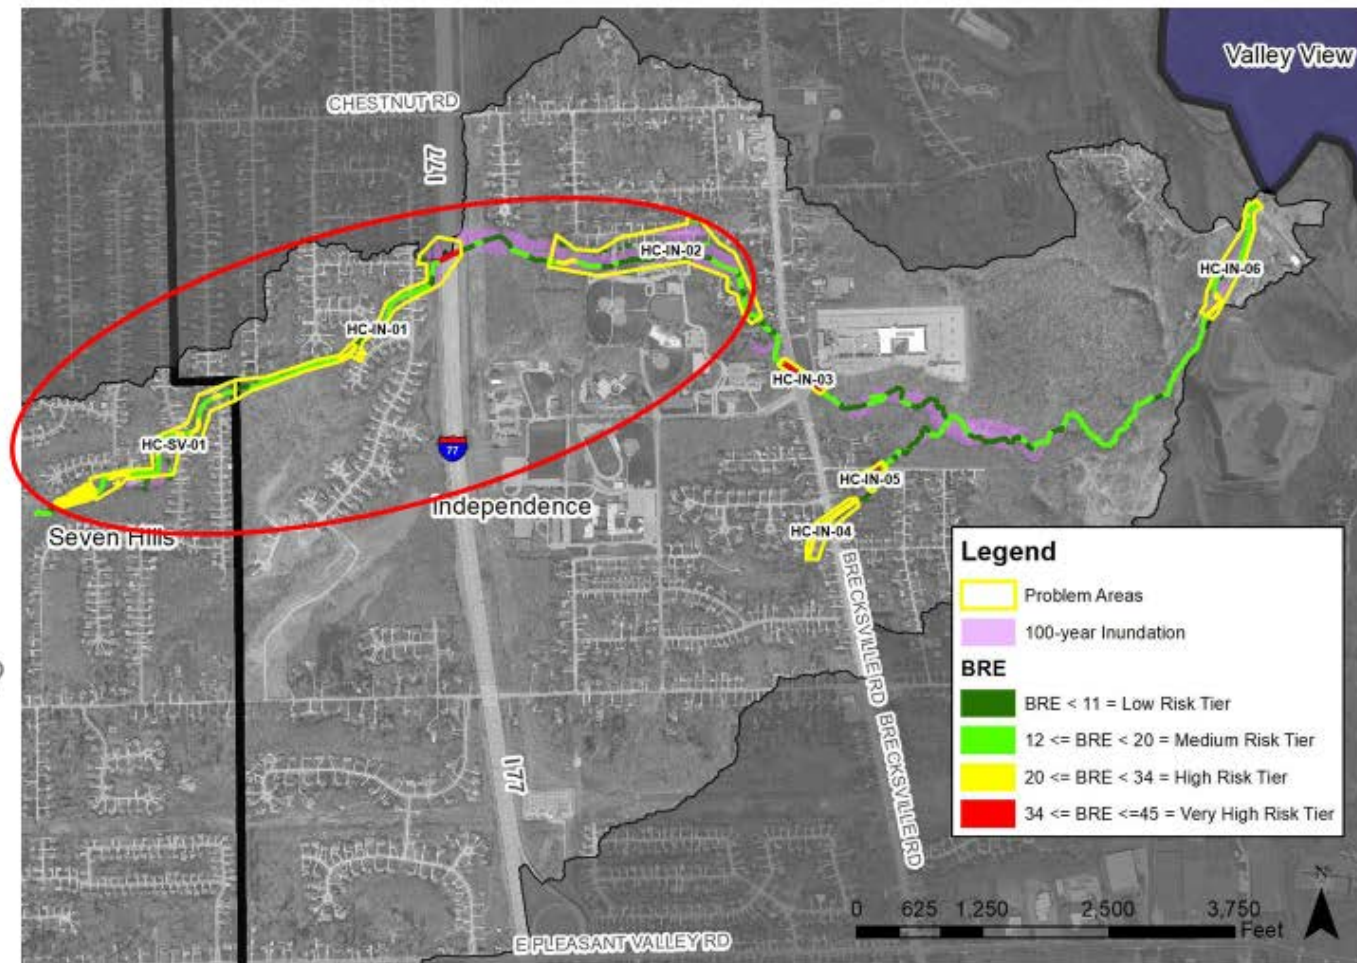 Valley View
CHESTNUT RD
I77
HC-IN-02
HC-IN-06
HC-IN-01
HC-IN-03
HC-SV-01
77
HC-IN-05
Independence
Seven Hills
HC-IN-04
BRECKSVILLE RD
BRECKSVILLE RD
I77
E PLEASANT VALLEY RD
Legend
Problem Areas
100-year Inundation
BRE
BRE < 11 = Low Risk Tier
12 <= BRE < 20 = Medium Risk Tier
20 <= BRE < 34 = High Risk Tier
34 <= BRE <=45 = Very High Risk Tier
N
0 625 1,250 2,500 3,750
Feet